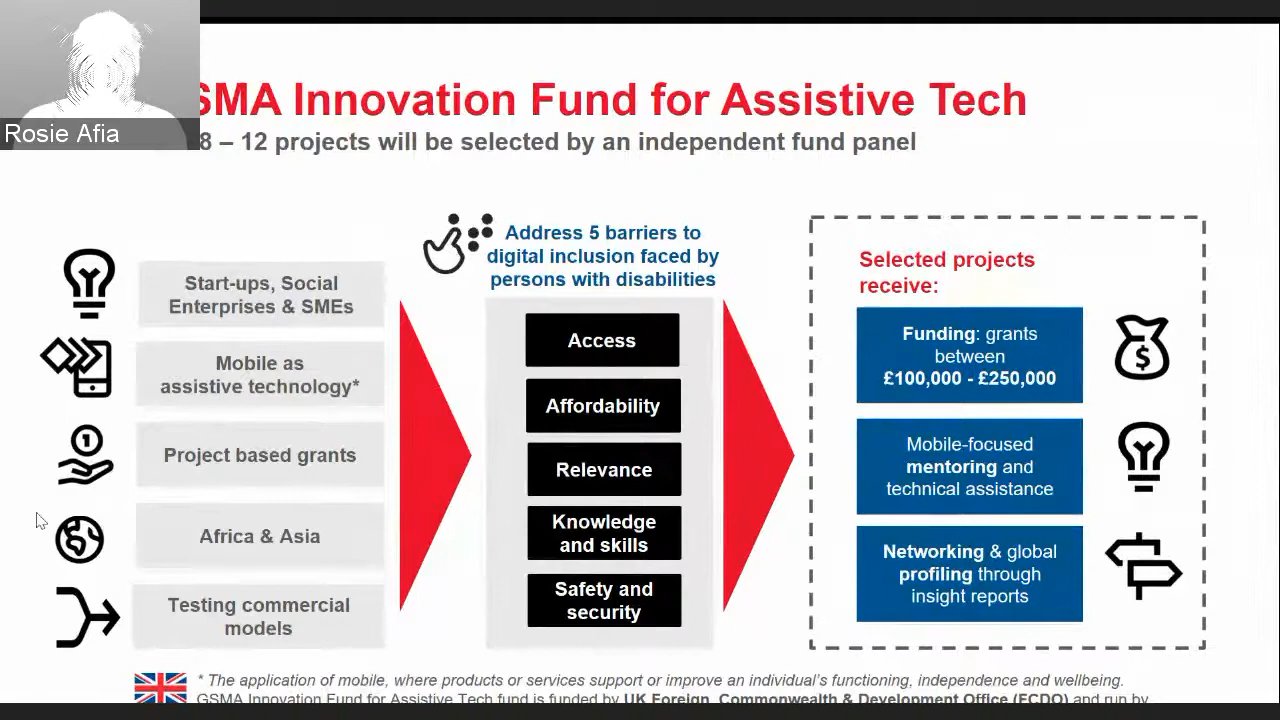 Rosie Afia
SMA Innovation Fund for Assistive Tech
8 – 12 projects will be selected by an independent fund panel
Start-ups, Social
Enterprises & SMEs
Mobile as
assistive technology*
1
Project based grants
Africa & Asia
Testing commercial
models
Address 5 barriers to
digital inclusion faced by
persons with disabilities
Access
Affordability
Relevance
Knowledge
and skills
Safety and
security
Selected projects
receive:
Funding: grants
between
£100,000 - £250,000
$
Mobile-focused
mentoring and
technical assistance
Networking & global
profiling through
insight reports
* The application of mobile, where products or services support or improve an individual's functioning, independence and wellbeing.
GSMA Innovation Fund for Assistive Tech fund is funded by UK Foreign, Commonwealth & Development Office (FCDO) and run by